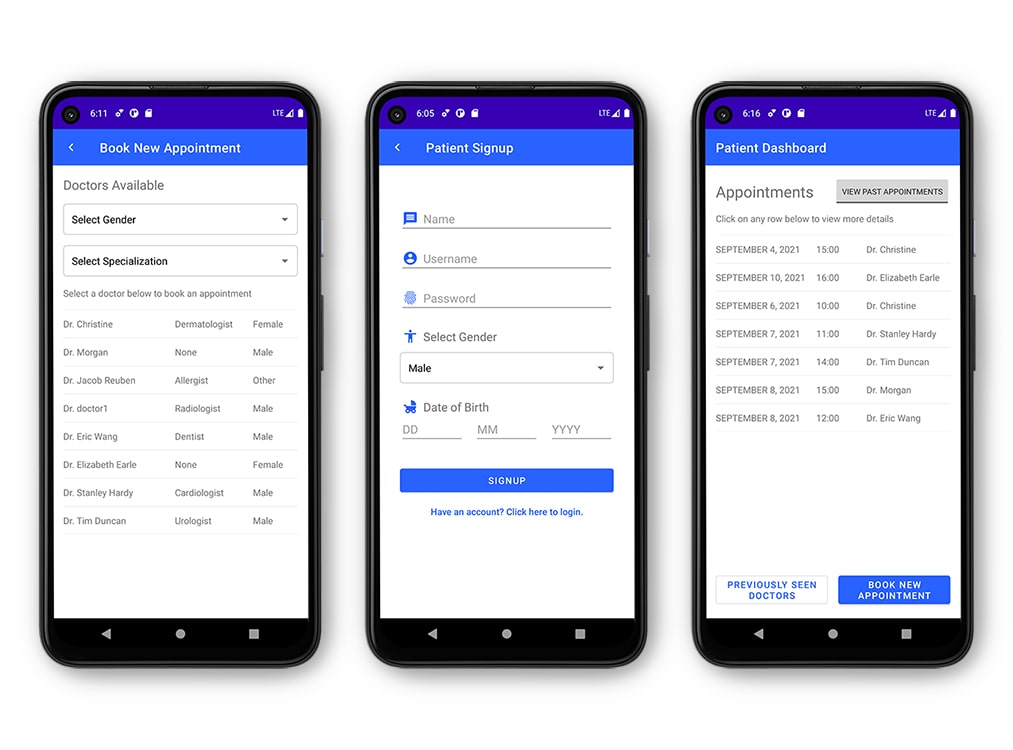 6:11 LTE
Book New Appointment
Doctors Available
Select Gender
Select Specialization
Select a doctor below to book an appointment
Dr. Christine Dermatologist Female
Dr. Morgan None Male
Dr. Jacob Reuben Allergist Other
Dr. doctor1 Radiologist Male
Dr. Eric Wang Dentist Male
Dr. Elizabeth Earle None Female
Dr. Stanley Hardy Cardiologist Male
Dr. Tim Duncan Urologist Male
6:05 LTE
Patient Signup
Name
Username
Password
Select Gender
Male
Date of Birth
DD MM YYYY
SIGNUP
Have an account? Click here to login.
6:16 LTE
Patient Dashboard
Appointments VIEW PAST APPOINTMENTS
Click on any row below to view more details
SEPTEMBER 4, 2021 15:00 Dr. Christine
SEPTEMBER 10, 2021 16:00 Dr. Elizabeth Earle
SEPTEMBER 6, 2021 10:00 Dr. Christine
SEPTEMBER 7, 2021 11:00 Dr. Stanley Hardy
SEPTEMBER 7, 2021 14:00 Dr. Tim Duncan
SEPTEMBER 8, 2021 15:00 Dr. Morgan
SEPTEMBER 8, 2021 12:00 Dr. Eric Wang
PREVIOUSLY SEEN
DOCTORS
BOOK NEW
APPOINTMENT